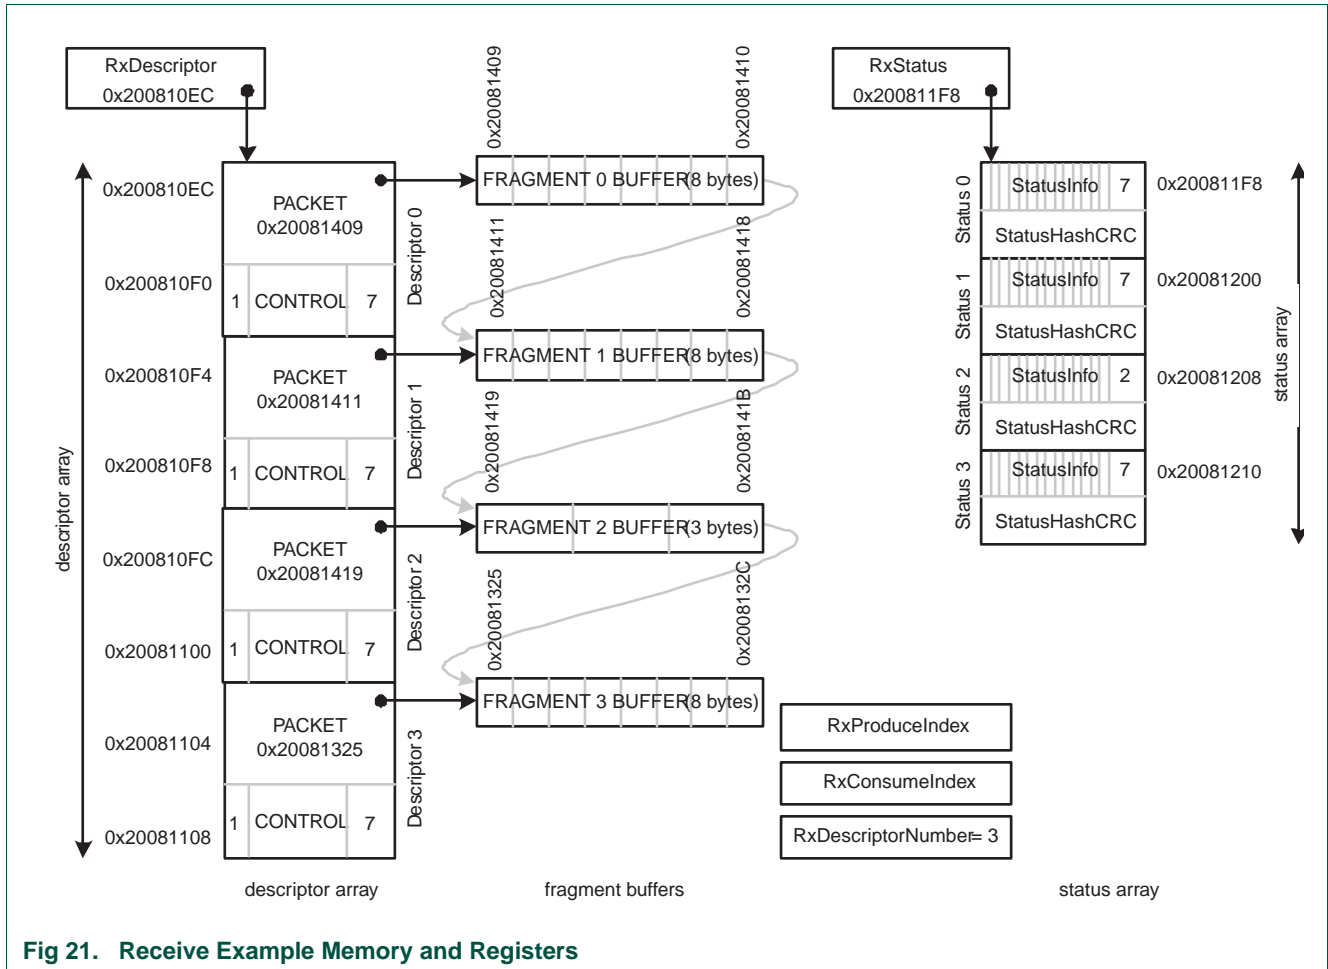 RxDescriptor
0x200810EC
RxStatus
0x200811F8
0x20081409
0x20081410
0x200810EC
PACKET
0x20081409
0x200810F0
1 CONTROL 7
Descriptor 0
FRAGMENT 0 BUFFER(8 bytes)
0x20081411
0x20081418
0x200810F4
PACKET
0x20081411
0x200810F8
1 CONTROL 7
Descriptor 1
FRAGMENT 1 BUFFER(8 bytes)
0x20081419
0x2008141B
0x200810FC
PACKET
0x20081419
0x20081100
1 CONTROL 7
Descriptor 2
FRAGMENT 2 BUFFER(3 bytes)
0x20081325
0x2008132C
0x20081104
PACKET
0x20081325
0x20081108
1 CONTROL 7
Descriptor 3
FRAGMENT 3 BUFFER(8 bytes)
descriptor array
Status 0
StatusInfo 7
0x200811F8
StatusHashCRC
Status 1
StatusInfo 7
0x20081200
StatusHashCRC
Status 2
StatusInfo 2
0x20081208
StatusHashCRC
Status 3
StatusInfo 7
0x20081210
StatusHashCRC
status array
RxProduceIndex
RxConsumeIndex
RxDescriptorNumber= 3
descriptor array
fragment buffers
status array
Fig 21. Receive Example Memory and Registers